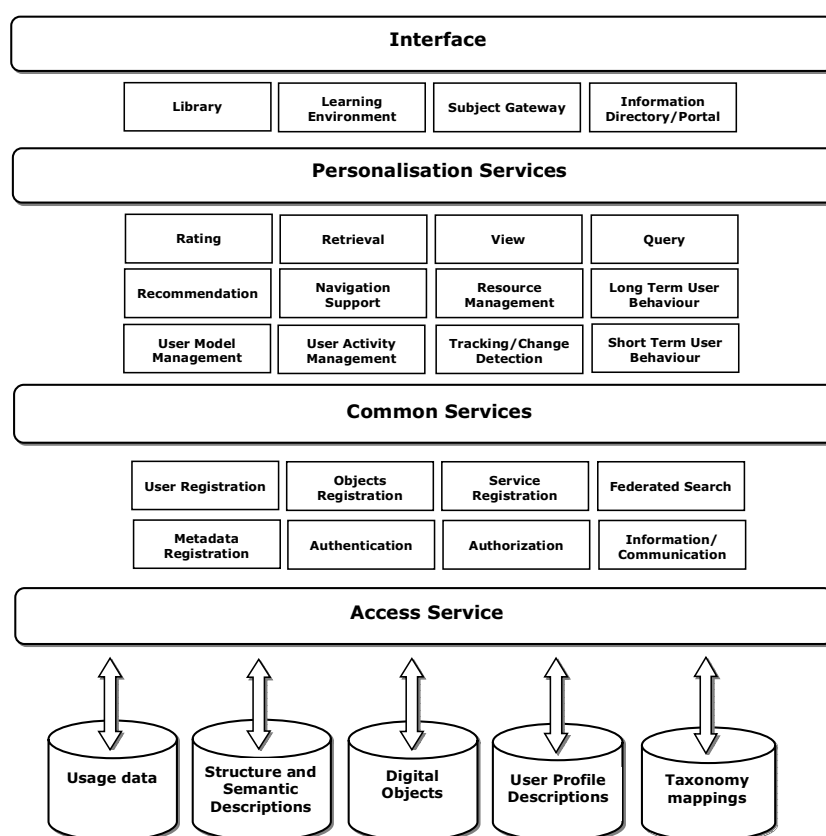 Interface
Library
Learning
Environment
Subject Gateway
Information
Directory/Portal
Personalisation Services
Rating
Retrieval
View
Query
Recommendation
Navigation
Support
Resource
Management
Long Term User
Behaviour
User Model
Management
User Activity
Management
Tracking/Change
Detection
Short Term User
Behaviour
Common Services
User Registration
Objects
Registration
Service
Registration
Federated Search
Metadata
Registration
Authentication
Authorization
Information/
Communication
Access Service
Usage data
Structure and
Semantic
Descriptions
Digital
Objects
User Profile
Descriptions
Taxonomy
mappings